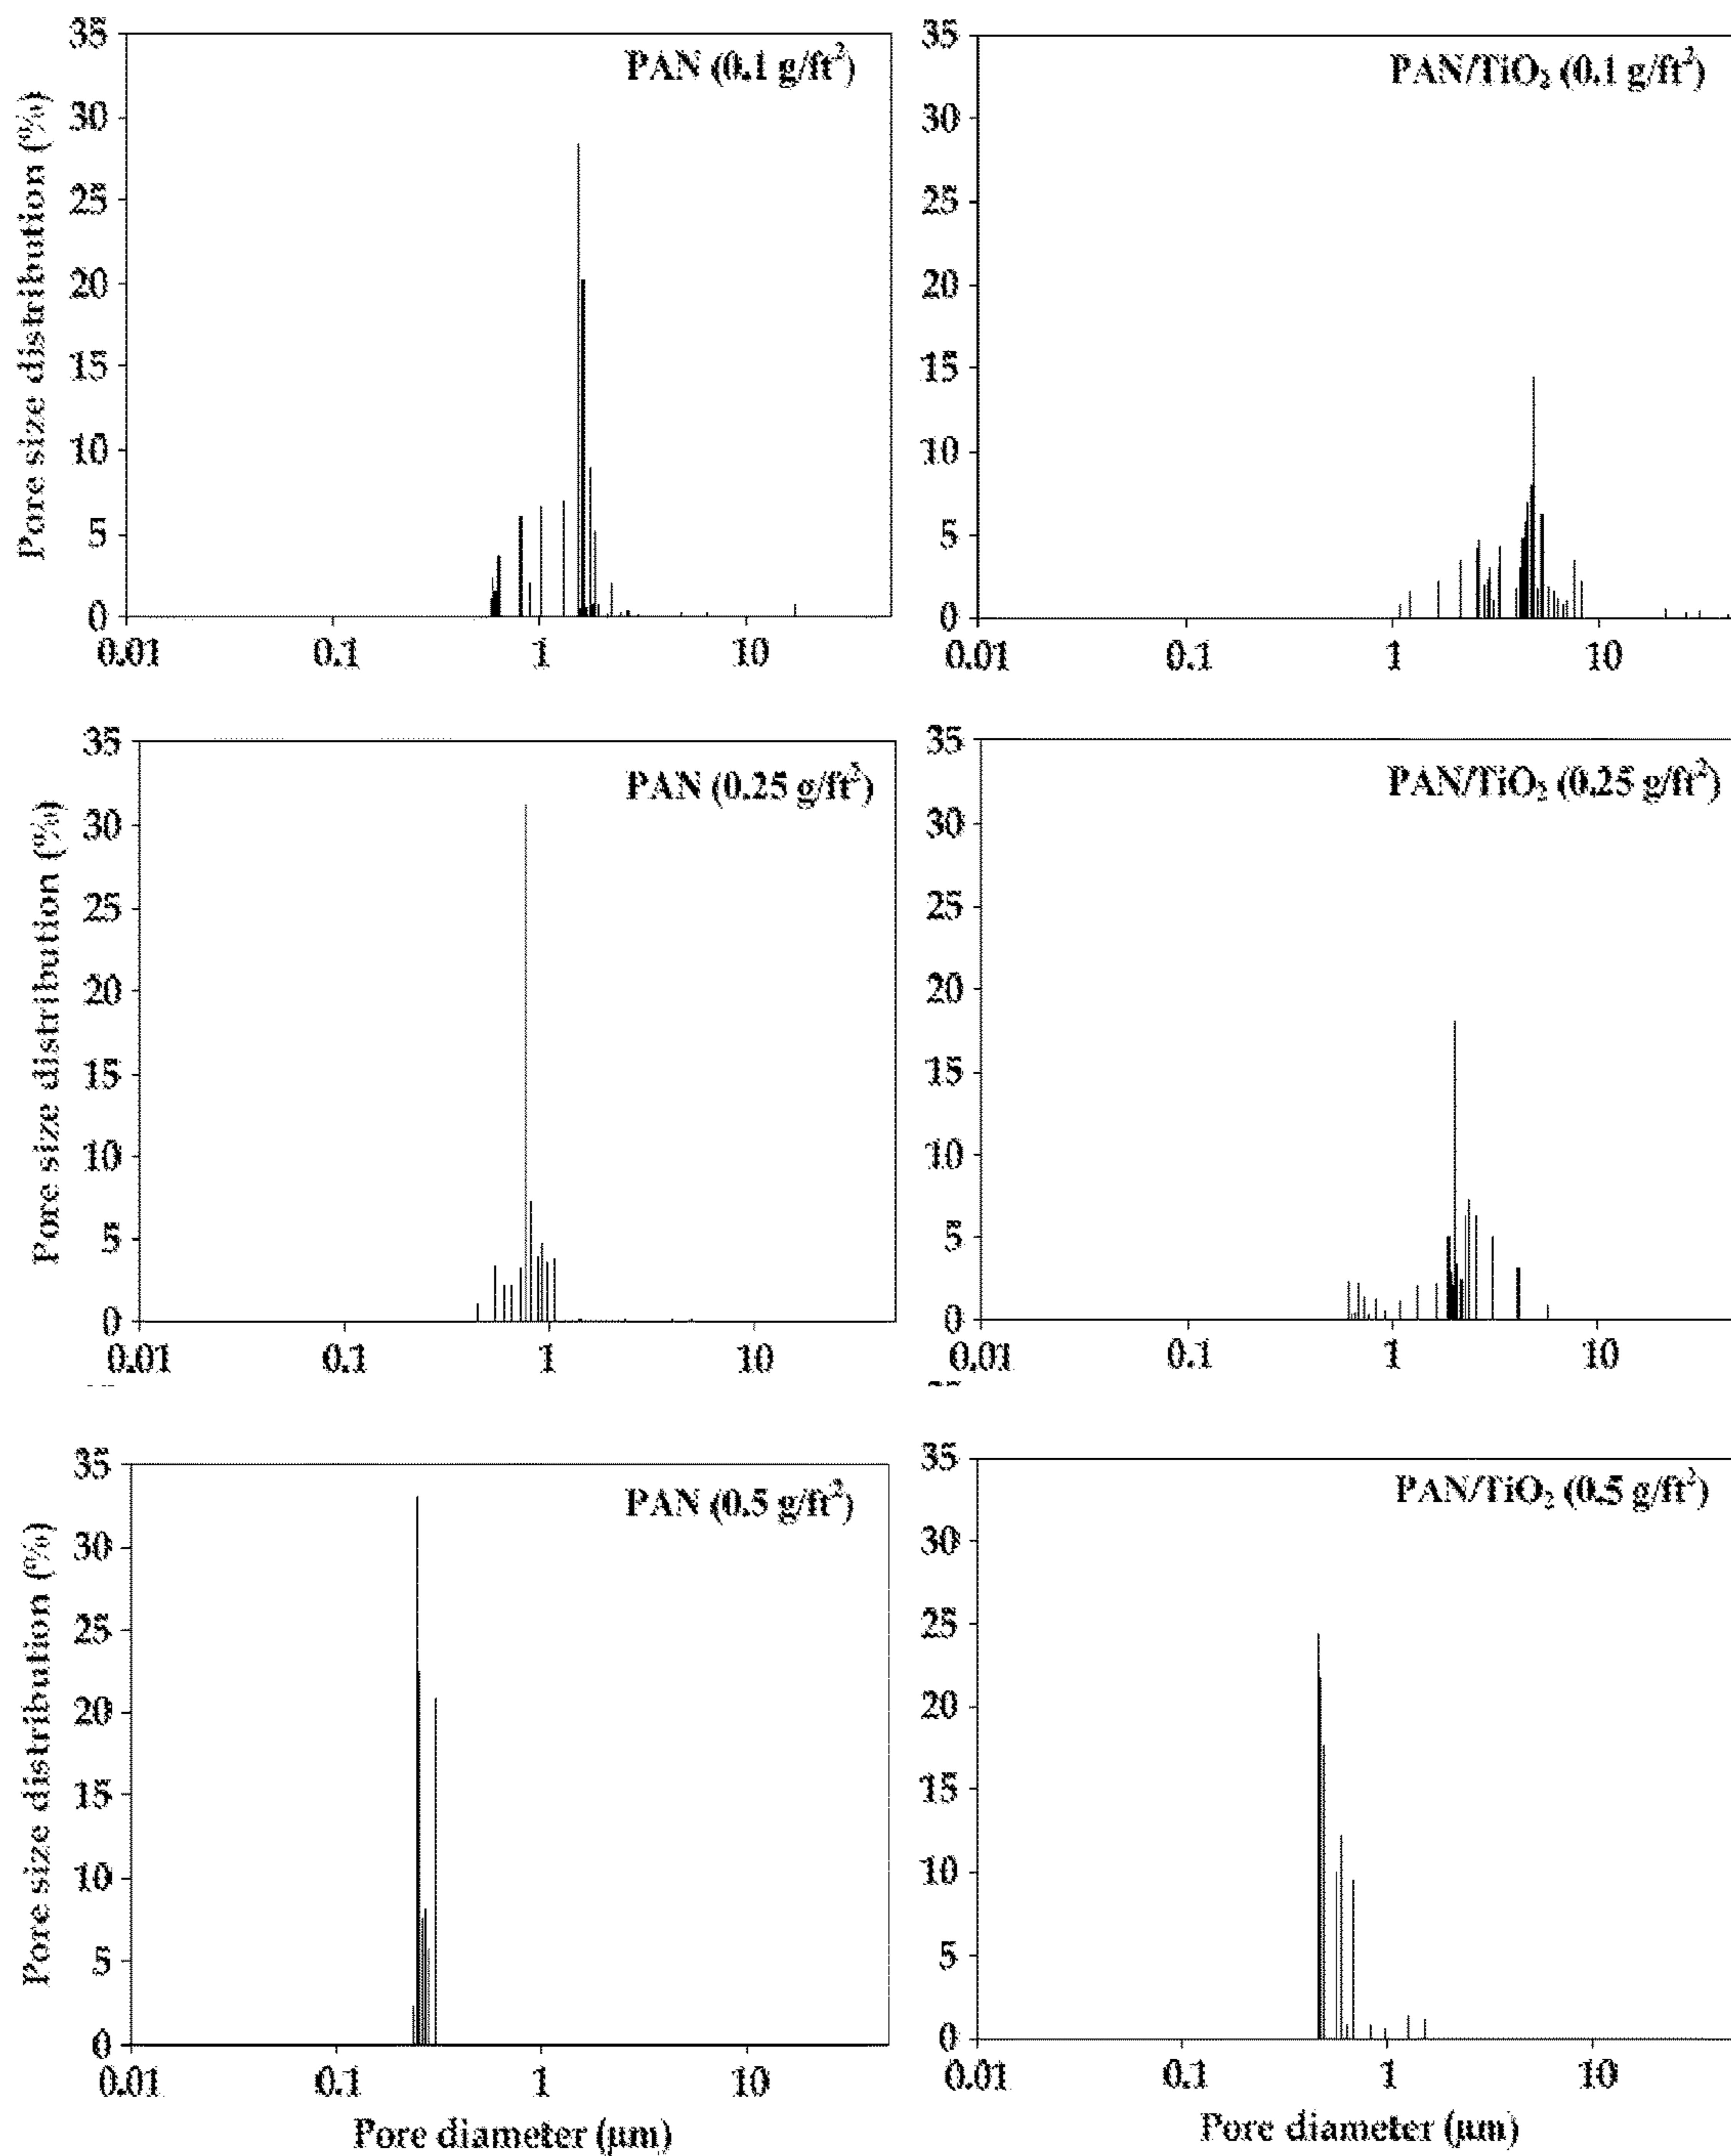 PAN (0.1 g/ft²)
Pore size distribution (%)
35
30
25
20
15
10
5
0
0.01 0.1 1 10
PAN/TiO₂ (0.1 g/ft²)
35
30
25
20
15
10
5
0
0.01 0.1 1 10
PAN (0.25 g/ft²)
Pore size distribution (%)
35
30
25
20
15
10
5
0
0.01 0.1 1 10
PAN/TiO₂ (0.25 g/ft²)
35
30
25
20
15
10
5
0
0.01 0.1 1 10
PAN (0.5 g/ft²)
Pore size distribution (%)
35
30
25
20
15
10
5
0
0.01 0.1 1 10
Pore diameter (μm)
PAN/TiO₂ (0.5 g/ft²)
35
30
25
20
15
10
5
0
0.01 0.1 1 10
Pore diameter (μm)